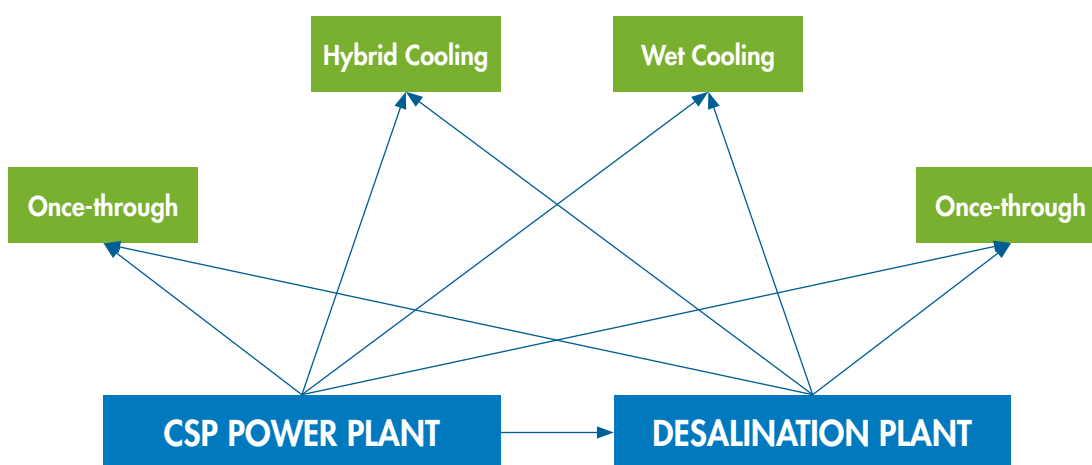 Hybrid Cooling
Wet Cooling
Once-through
Once-through
CSP POWER PLANT
DESALINATION PLANT